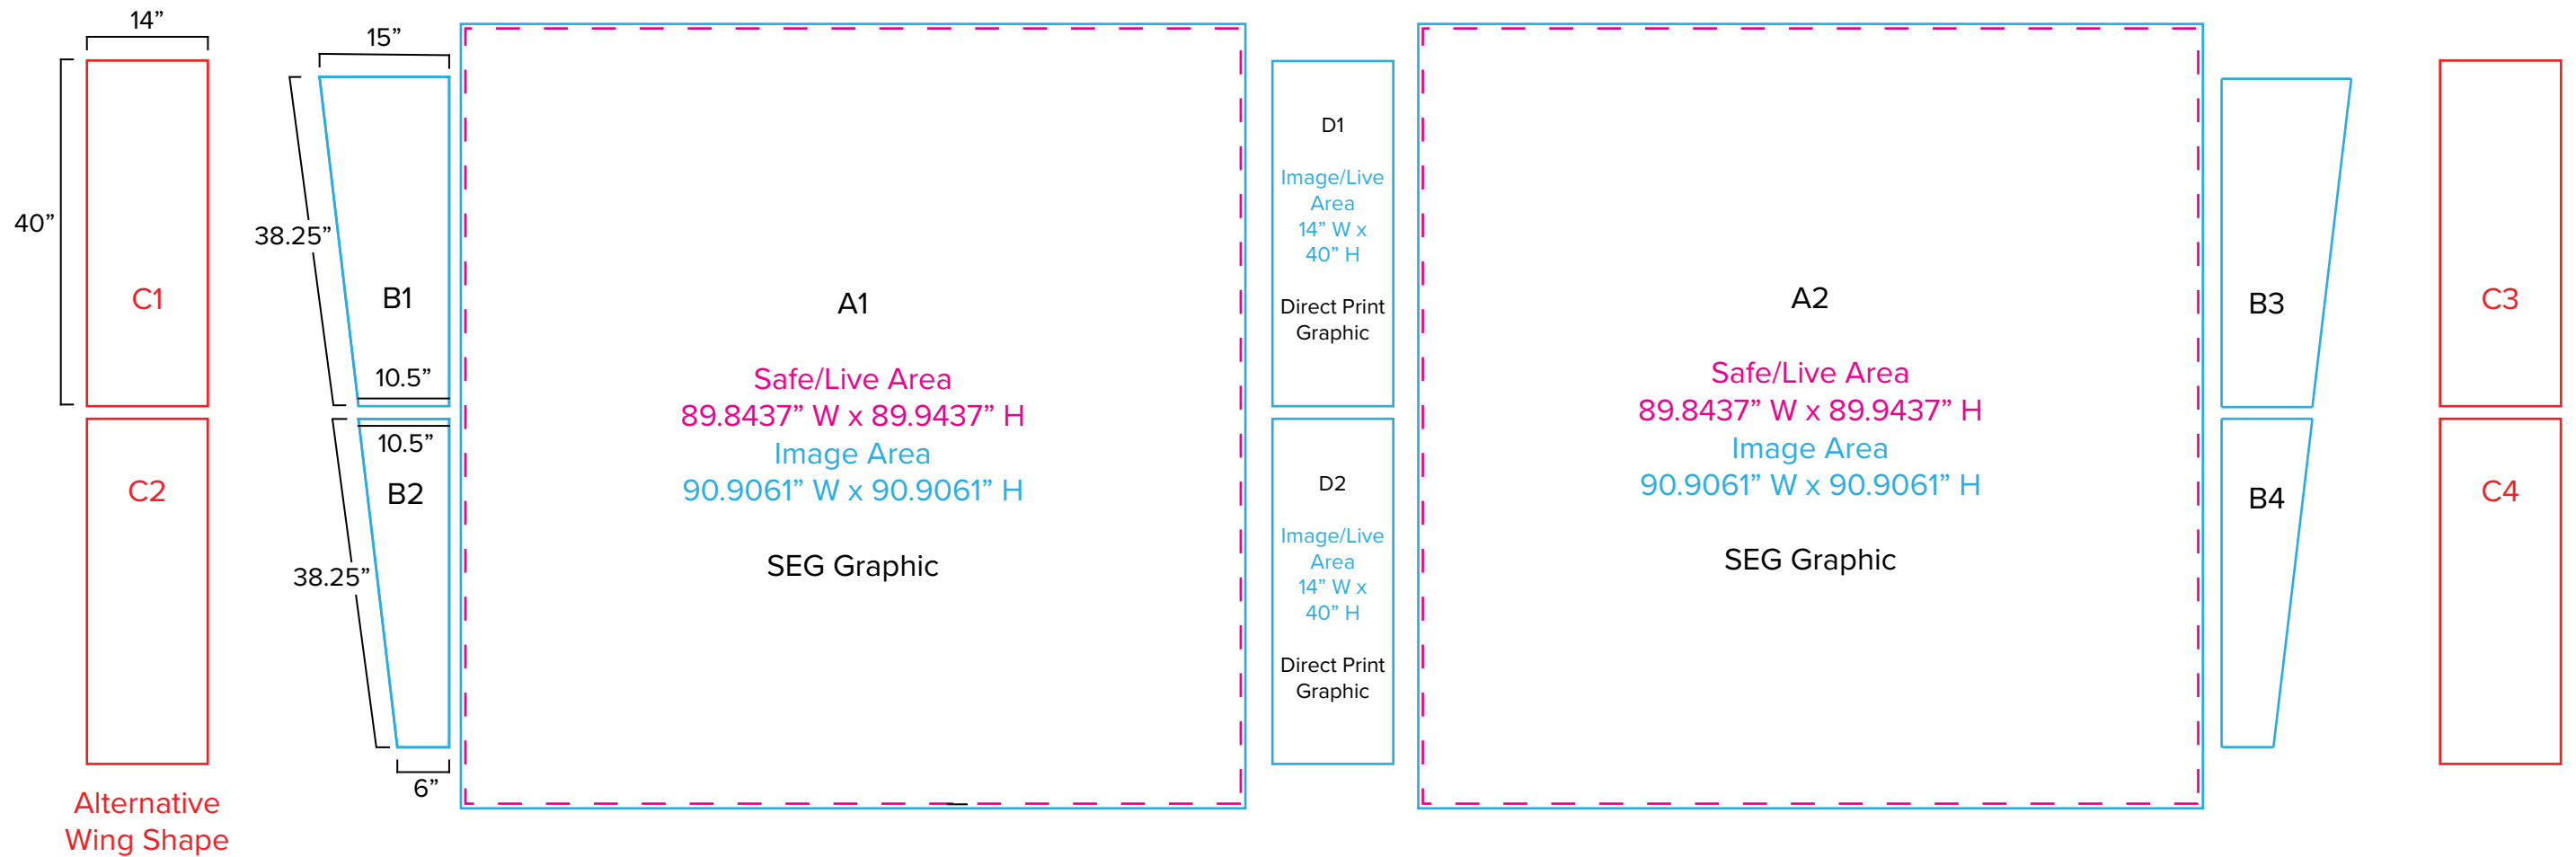 14”
40”
C1
C2
Alternative
Wing Shape
15”
38.25”
B1
10.5”
10.5”
B2
38.25”
6”
A1
Safe/Live Area
89.8437” W x 89.9437” H
Image Area
90.9061” W x 90.9061” H
SEG Graphic
D1
Image/Live
Area
14” W x
40” H
Direct Print
Graphic
D2
Image/Live
Area
14” W x
40” H
Direct Print
Graphic
A2
Safe/Live Area
89.8437” W x 89.9437” H
Image Area
90.9061” W x 90.9061” H
SEG Graphic
B3
B4
C3
C4